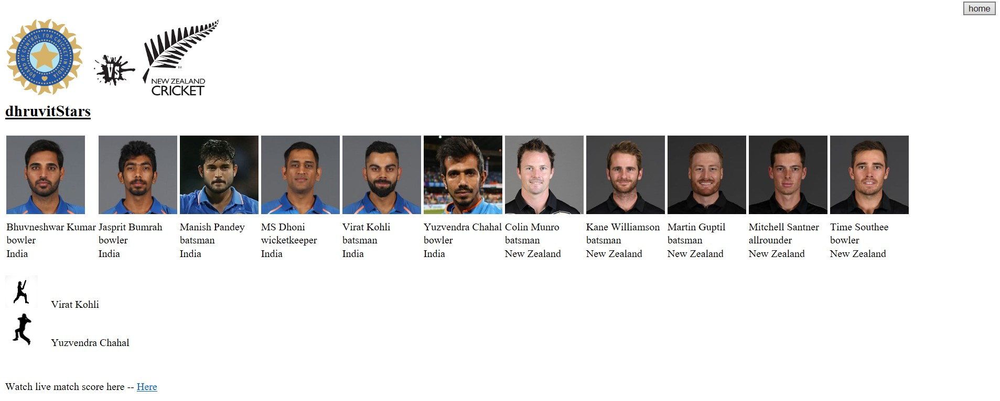 home
BOARD OF CONTROL FOR CRICKET IN INDIA
VS
TM
NEW ZEALAND
CRICKET
dhruvitStars
Bhuvneshwar Kumar Jasprit Bumrah Manish Pandey MS Dhoni Virat Kohli Yuzvendra Chahal Colin Munro Kane Williamson Martin Guptil Mitchell Santner Time Southee
bowler bowler batsman wicketkeeper batsman bowler batsman batsman batsman allrounder bowler
India India India India India India New Zealand New Zealand New Zealand New Zealand New Zealand
Virat Kohli
Yuzvendra Chahal
Watch live match score here -- Here